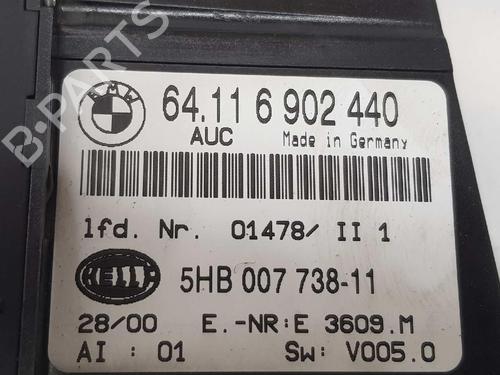 B-PARTS
BMW
64.11 6 902 440
AUC Made in Germany
lfd. Nr. 01478/ II 1
HELLA 5HB 007 738-11
28/00 E.-NR:E 3609.M
AI : 01 Sw: V005.0